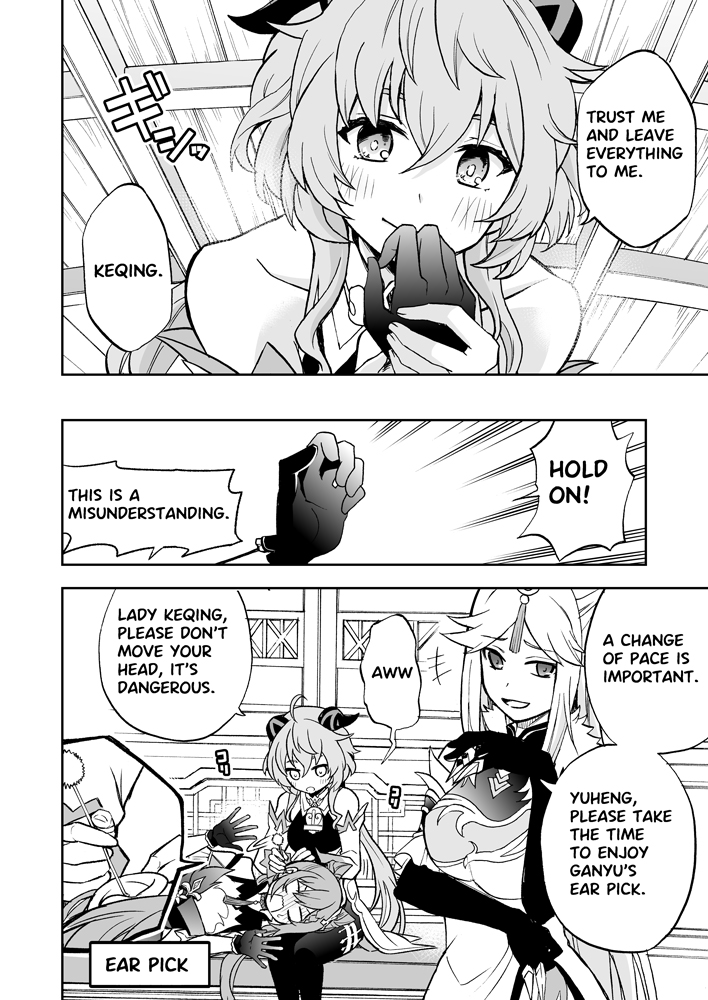 TRUST ME
AND LEAVE
EVERYTHING
TO ME.
ギシッ
KEQING.
HOLD
ON!
THIS IS A
MISUNDERSTANDING.
A CHANGE
OF PACE IS
IMPORTANT.
YUHENG,
PLEASE TAKE
THE TIME
TO ENJOY
GANYU'S
EAR PICK.
AWW
LADY KEQING,
PLEASE DON'T
MOVE YOUR
HEAD, IT'S
DANGEROUS.
EAR PICK